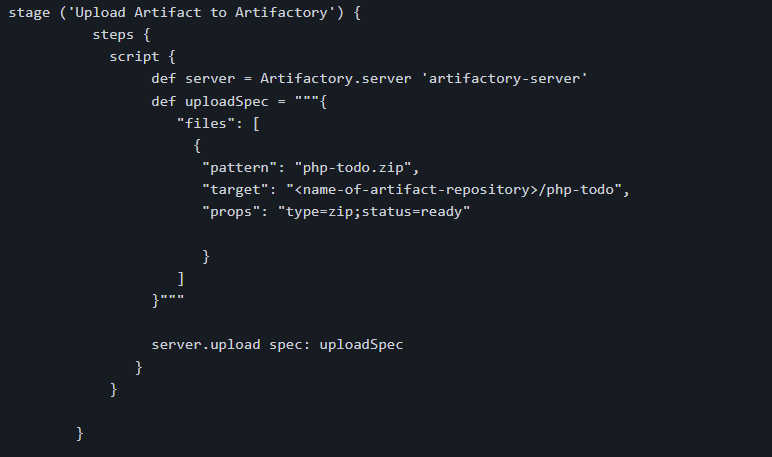 stage ('Upload Artifact to Artifactory') {
steps {
script {
def server = Artifactory.server 'artifactory-server'
def uploadSpec = """{
"files": [
{
"pattern": "php-todo.zip",
"target": "<name-of-artifact-repository>/php-todo",
"props": "type=zip;status=ready"
}
]
}"""
server.upload spec: uploadSpec
}
}
}